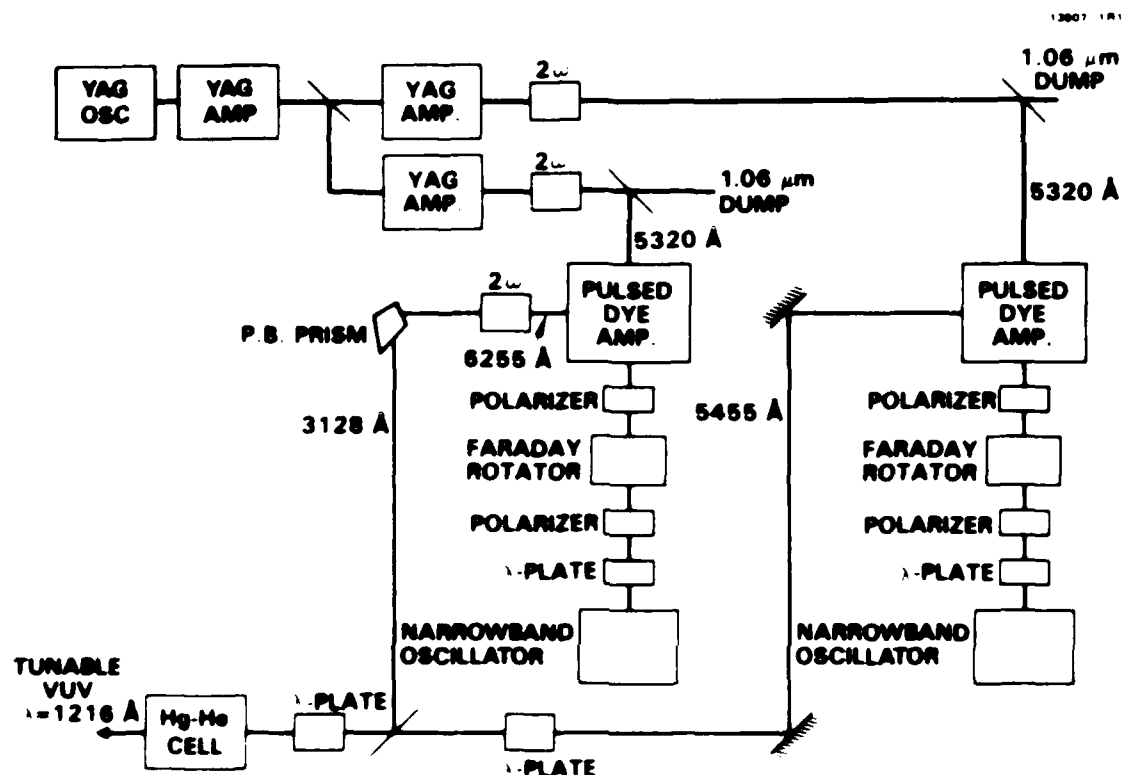 13807 1R1
1.06 μm
DUMP
YAG
OSC
YAG
AMP
YAG
AMP.
2ω
YAG
AMP.
2ω
1.06 μm
DUMP
5320 Å
5320 Å
2ω
PULSED
DYE
AMP.
PULSED
DYE
AMP.
P.B. PRISM
6255 Å
3128 Å
5455 Å
POLARIZER
FARADAY
ROTATOR
POLARIZER
λ-PLATE
NARROWBAND
OSCILLATOR
POLARIZER
FARADAY
ROTATOR
POLARIZER
λ-PLATE
NARROWBAND
OSCILLATOR
TUNABLE
VUV
λ=1216 Å
Hg-He
CELL
λ-PLATE
λ-PLATE